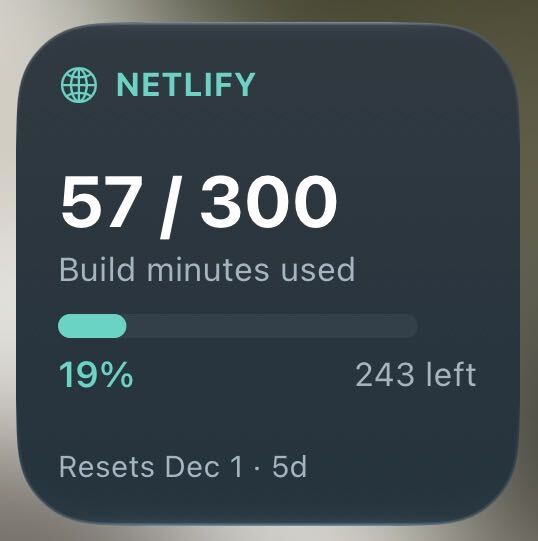 NETLIFY
57 / 300
Build minutes used
19% 243 left
Resets Dec 1 · 5d